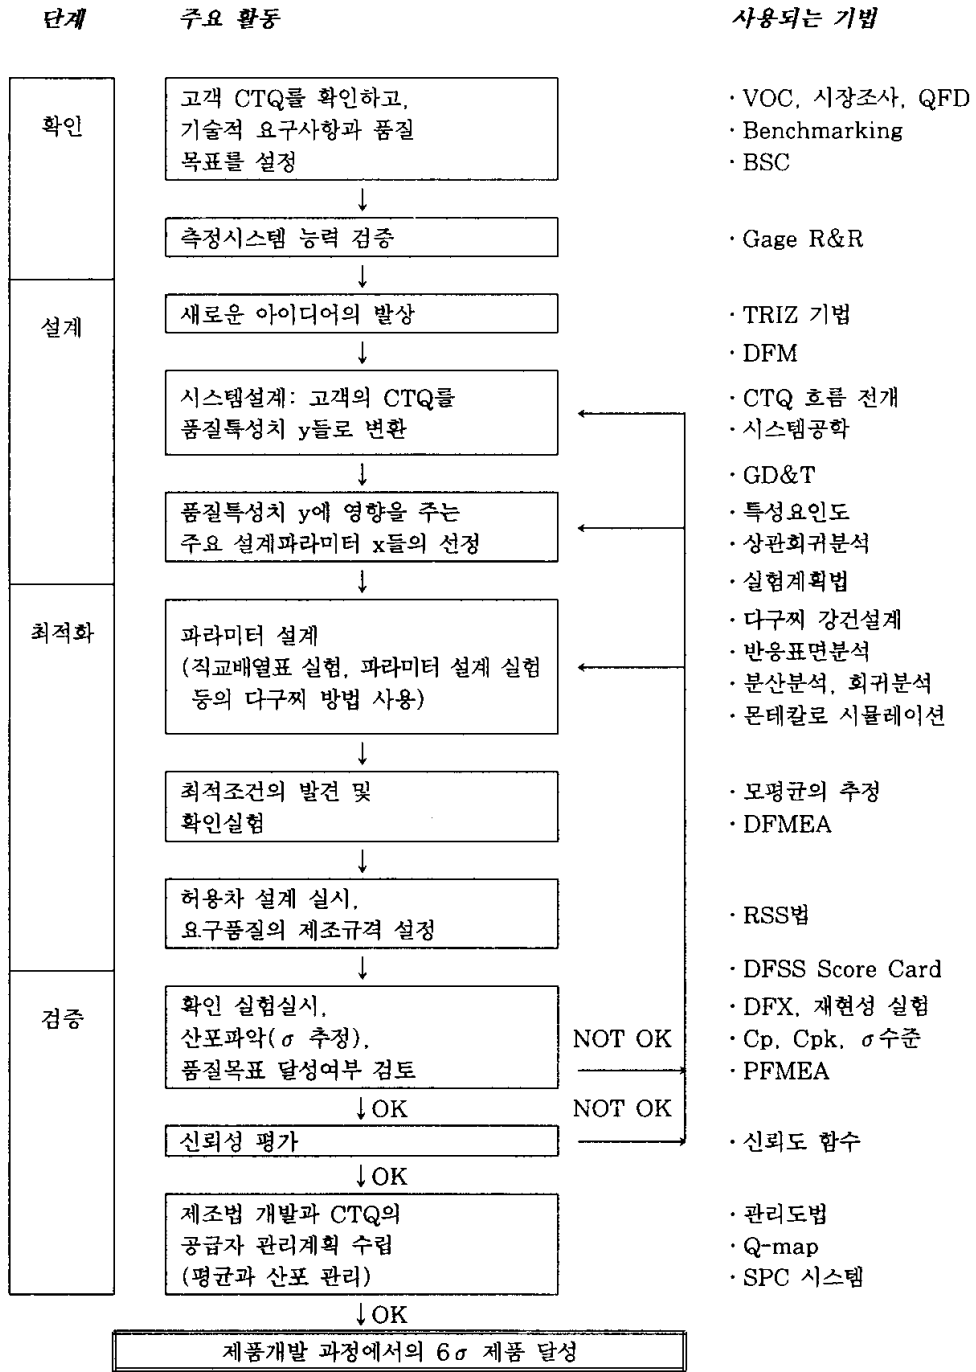 단계 주요 활동 사용되는 기법
확인
고객 CTQ를 확인하고,
기술적 요구사항과 품질
목표를 설정
· VOC, 시장조사, QFD
· Benchmarking
· BSC
↓
측정시스템 능력 검증
· Gage R&R
↓
설계
새로운 아이디어의 발상
· TRIZ 기법
↓
· DFM
시스템설계: 고객의 CTQ를
품질특성치 y들로 변환
· CTQ 흐름 전개
· 시스템공학
↓
· GD&T
품질특성치 y에 영향을 주는
주요 설계파라미터 x들의 선정
· 특성요인도
· 상관회귀분석
↓
· 실험계획법
최적화
파라미터 설계
(직교배열표 실험, 파라미터 설계 실험
등의 다구찌 방법 사용)
· 다구찌 강건설계
· 반응표면분석
· 분산분석, 회귀분석
· 몬테칼로 시뮬레이션
↓
최적조건의 발견 및
확인실험
· 모평균의 추정
· DFMEA
↓
허용차 설계 실시,
요구품질의 제조규격 설정
· RSS법
↓
· DFSS Score Card
검증
확인 실험실시,
산포파악(σ 추정),
품질목표 달성여부 검토
NOT OK
· DFX, 재현성 실험
· Cp, Cpk, σ수준
· PFMEA
↓OK NOT OK
신뢰성 평가
· 신뢰도 함수
↓OK
제조법 개발과 CTQ의
공급자 관리계획 수립
(평균과 산포 관리)
· 관리도법
· Q-map
· SPC 시스템
↓OK
제품개발 과정에서의 6σ 제품 달성